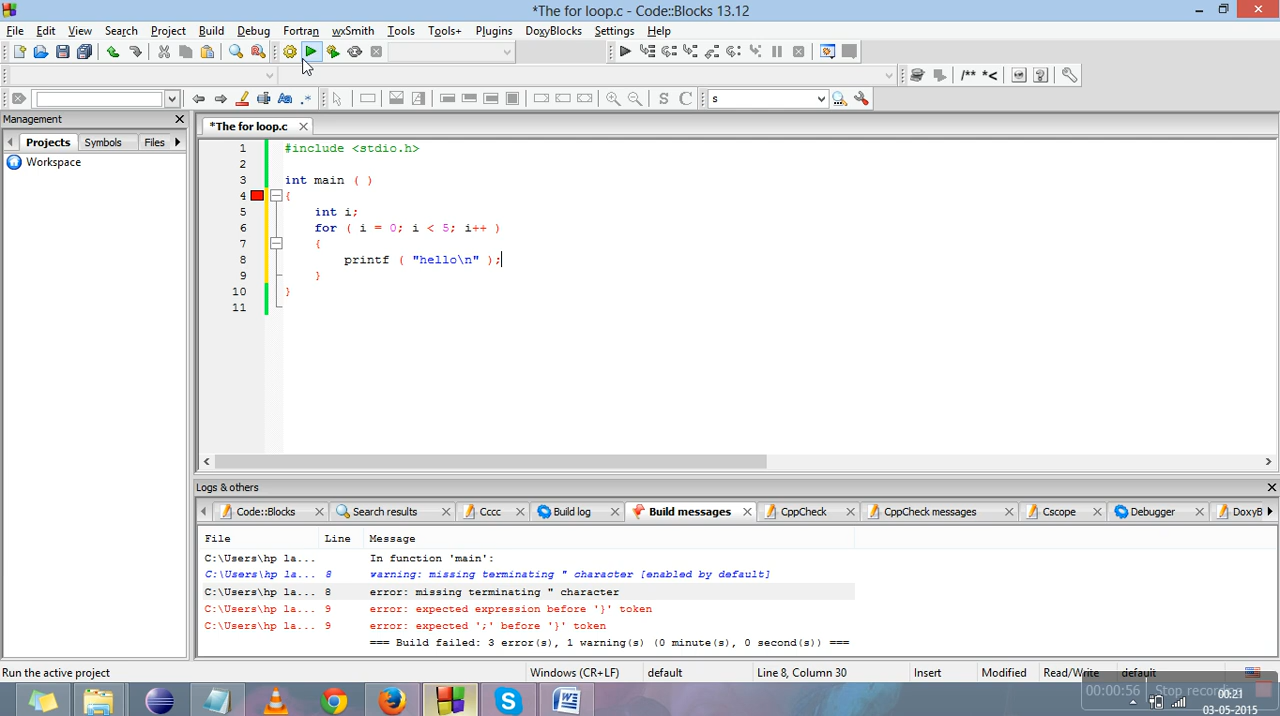 *The for loop.c - Code::Blocks 13.12
File Edit View Search Project Build Debug Fortran wxSmith Tools Tools+ Plugins DoxyBlocks Settings Help
/** *<
s
Management
Projects Symbols Files
Workspace
*The for loop.c
1 #include <stdio.h>
2
3 int main ( )
4 {
5 int i;
6 for ( i = 0; i < 5; i++ )
7 {
8 printf ( "hello\n" );
9 }
10 }
11
Logs & others
Code::Blocks Search results Cccc Build log Build messages CppCheck CppCheck messages Cscope Debugger DoxyB
File Line Message
C:\Users\hp la... In function 'main':
C:\Users\hp la... 8 warning: missing terminating " character [enabled by default]
C:\Users\hp la... 8 error: missing terminating " character
C:\Users\hp la... 9 error: expected expression before '}' token
C:\Users\hp la... 9 error: expected ';' before '}' token
=== Build failed: 3 error(s), 1 warning(s) (0 minute(s), 0 second(s)) ===
Run the active project Windows (CR+LF) default Line 8, Column 30 Insert Modified Read/Write default
00:00:56 Stop 00:21
03-05-2015